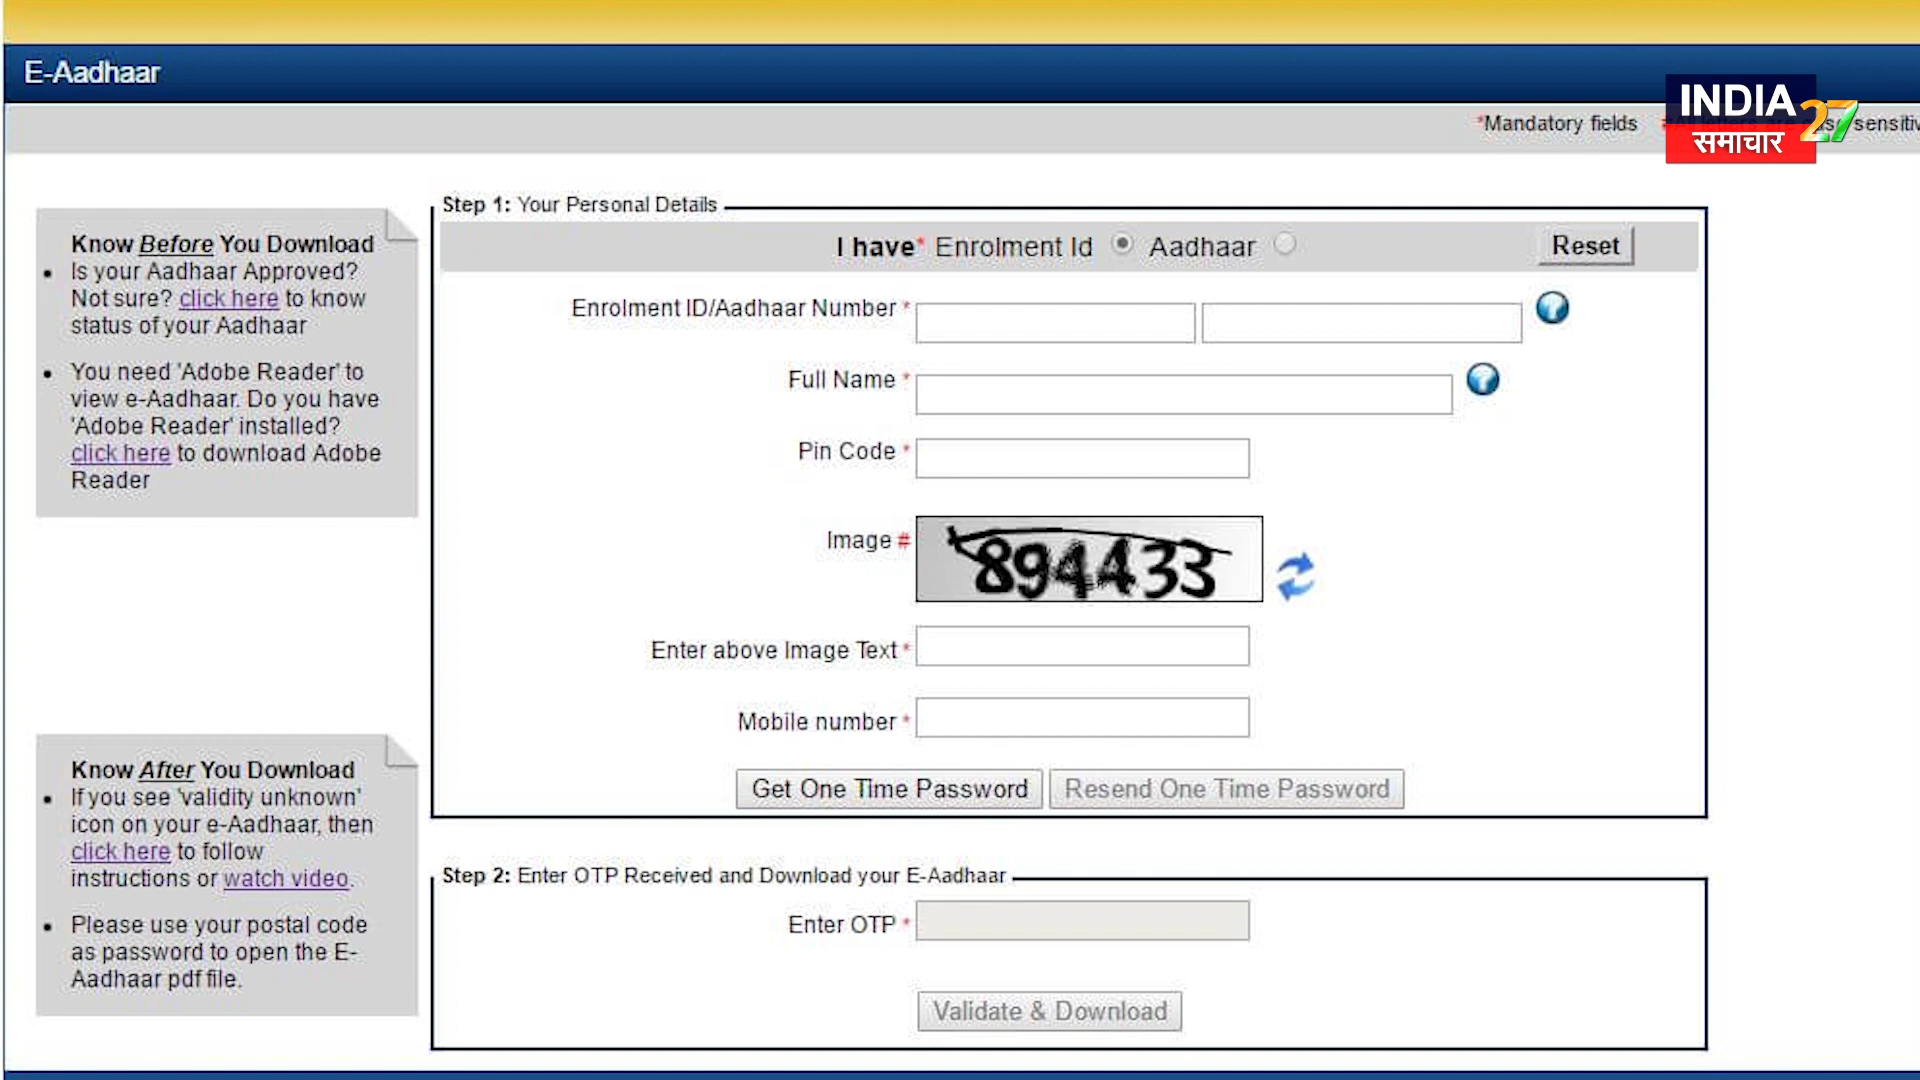 E-Aadhaar
*Mandatory fields
sensitiv
INDIA 27
समाचार
Know Before You Download
Is your Aadhaar Approved?
Not sure? click here to know
status of your Aadhaar
You need 'Adobe Reader' to
view e-Aadhaar. Do you have
'Adobe Reader' installed?
click here to download Adobe
Reader
Know After You Download
If you see 'validity unknown'
icon on your e-Aadhaar, then
click here to follow
instructions or watch video.
Please use your postal code
as password to open the E-
Aadhaar pdf file.
Step 1: Your Personal Details
I have* Enrolment Id Aadhaar Reset
Enrolment ID/Aadhaar Number *
Full Name *
Pin Code *
Image #
894433
Enter above Image Text *
Mobile number *
Get One Time Password Resend One Time Password
Step 2: Enter OTP Received and Download your E-Aadhaar
Enter OTP *
Validate & Download